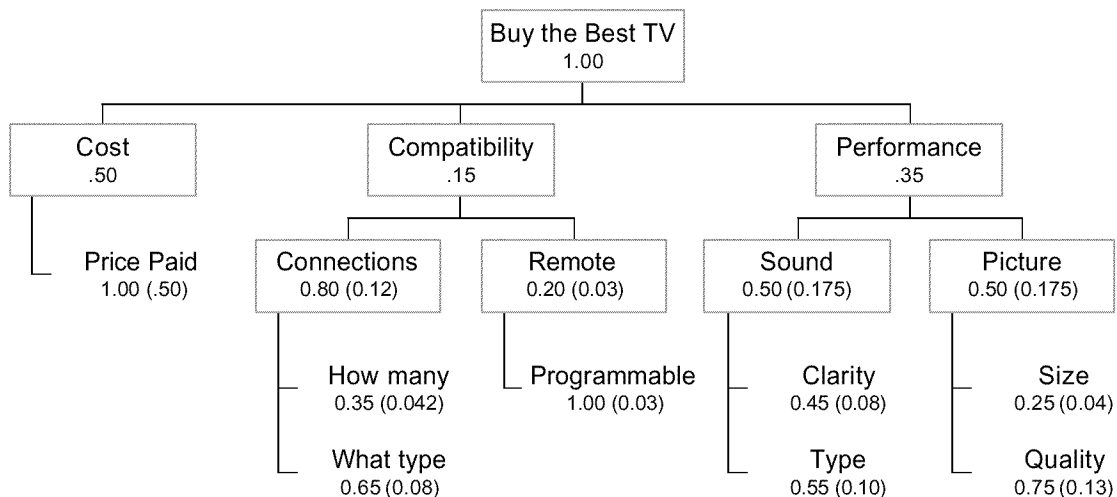 Buy the Best TV
1.00
Cost
.50
Compatibility
.15
Performance
.35
Price Paid
1.00 (.50)
Connections
0.80 (0.12)
Remote
0.20 (0.03)
Sound
0.50 (0.175)
Picture
0.50 (0.175)
How many
0.35 (0.042)
Programmable
1.00 (0.03)
Clarity
0.45 (0.08)
Size
0.25 (0.04)
What type
0.65 (0.08)
Type
0.55 (0.10)
Quality
0.75 (0.13)